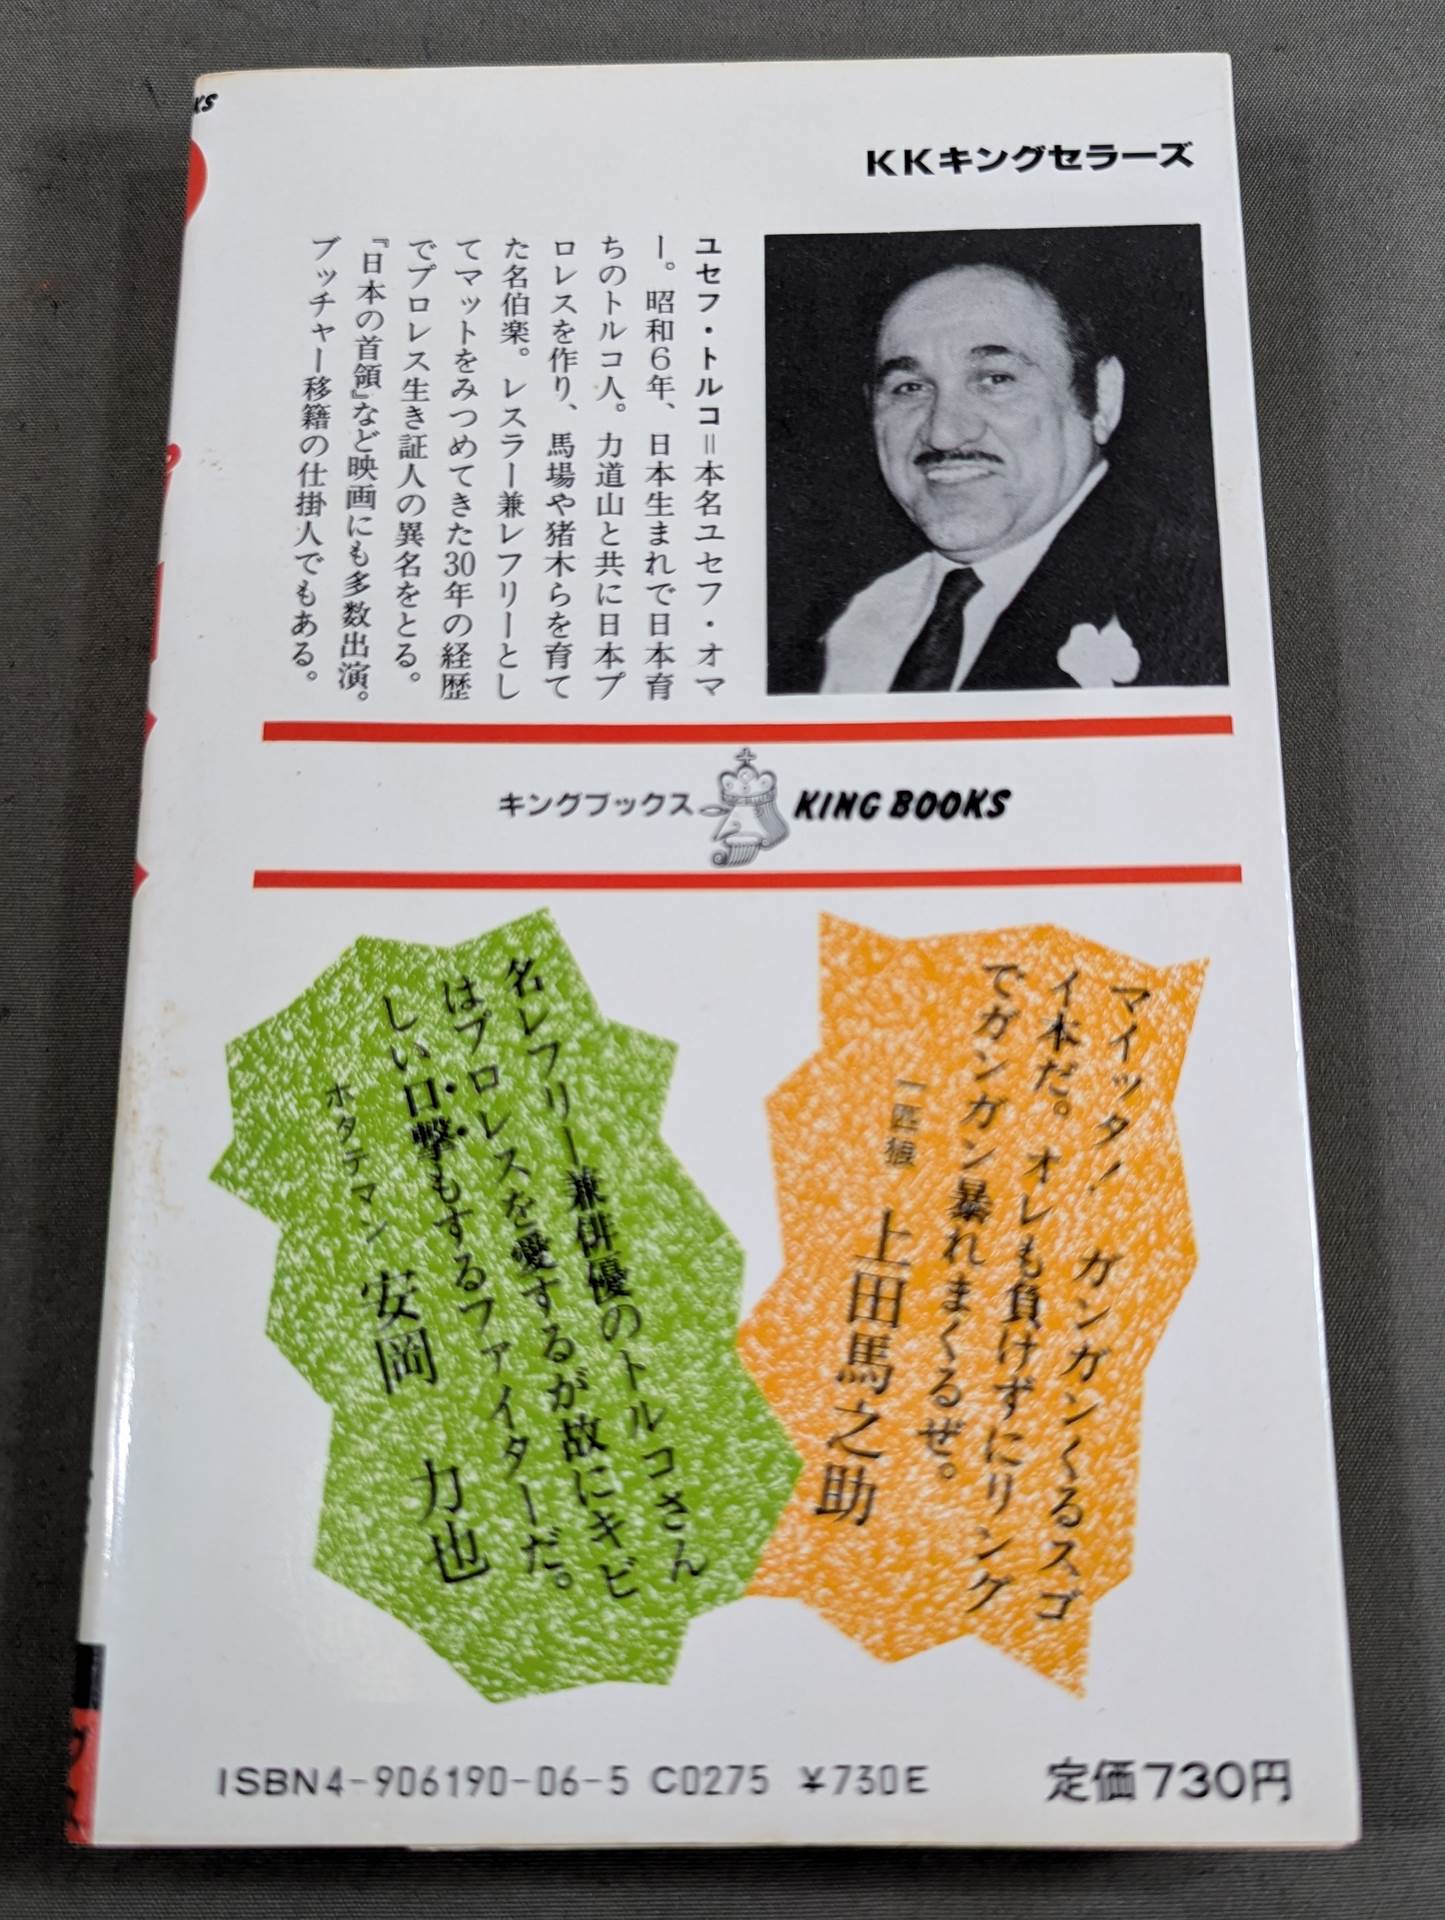 KS
KKキングセラーズ
ユセフ・トルコ＝本名ユセフ・オマ
ー。昭和6年、日本生まれで日本育
ちのトルコ人。力道山と共に日本プ
ロレスを作り、馬場や猪木らを育て
た名伯楽。レスラー兼レフリーとし
てマットをみつめてきた30年の経歴
でプロレス生き証人の異名をとる。
『日本の首領』など映画にも多数出演。
ブッチャー移籍の仕掛人でもある。
キングブックス KING BOOKS
マイッタ！ ガンガンくるスゴ
イ本だ。オレも負けずにリング
でガンガン暴れまくるぜ。
一匹狼 上田馬之助
名レフリー兼俳優のトルコさん
はプロレスを愛するが故にキビ
しい口撃もするファイターだ。
ホタテマン 安岡 力也
ISBN4-906190-06-5 C0275 ¥730E
定価730円